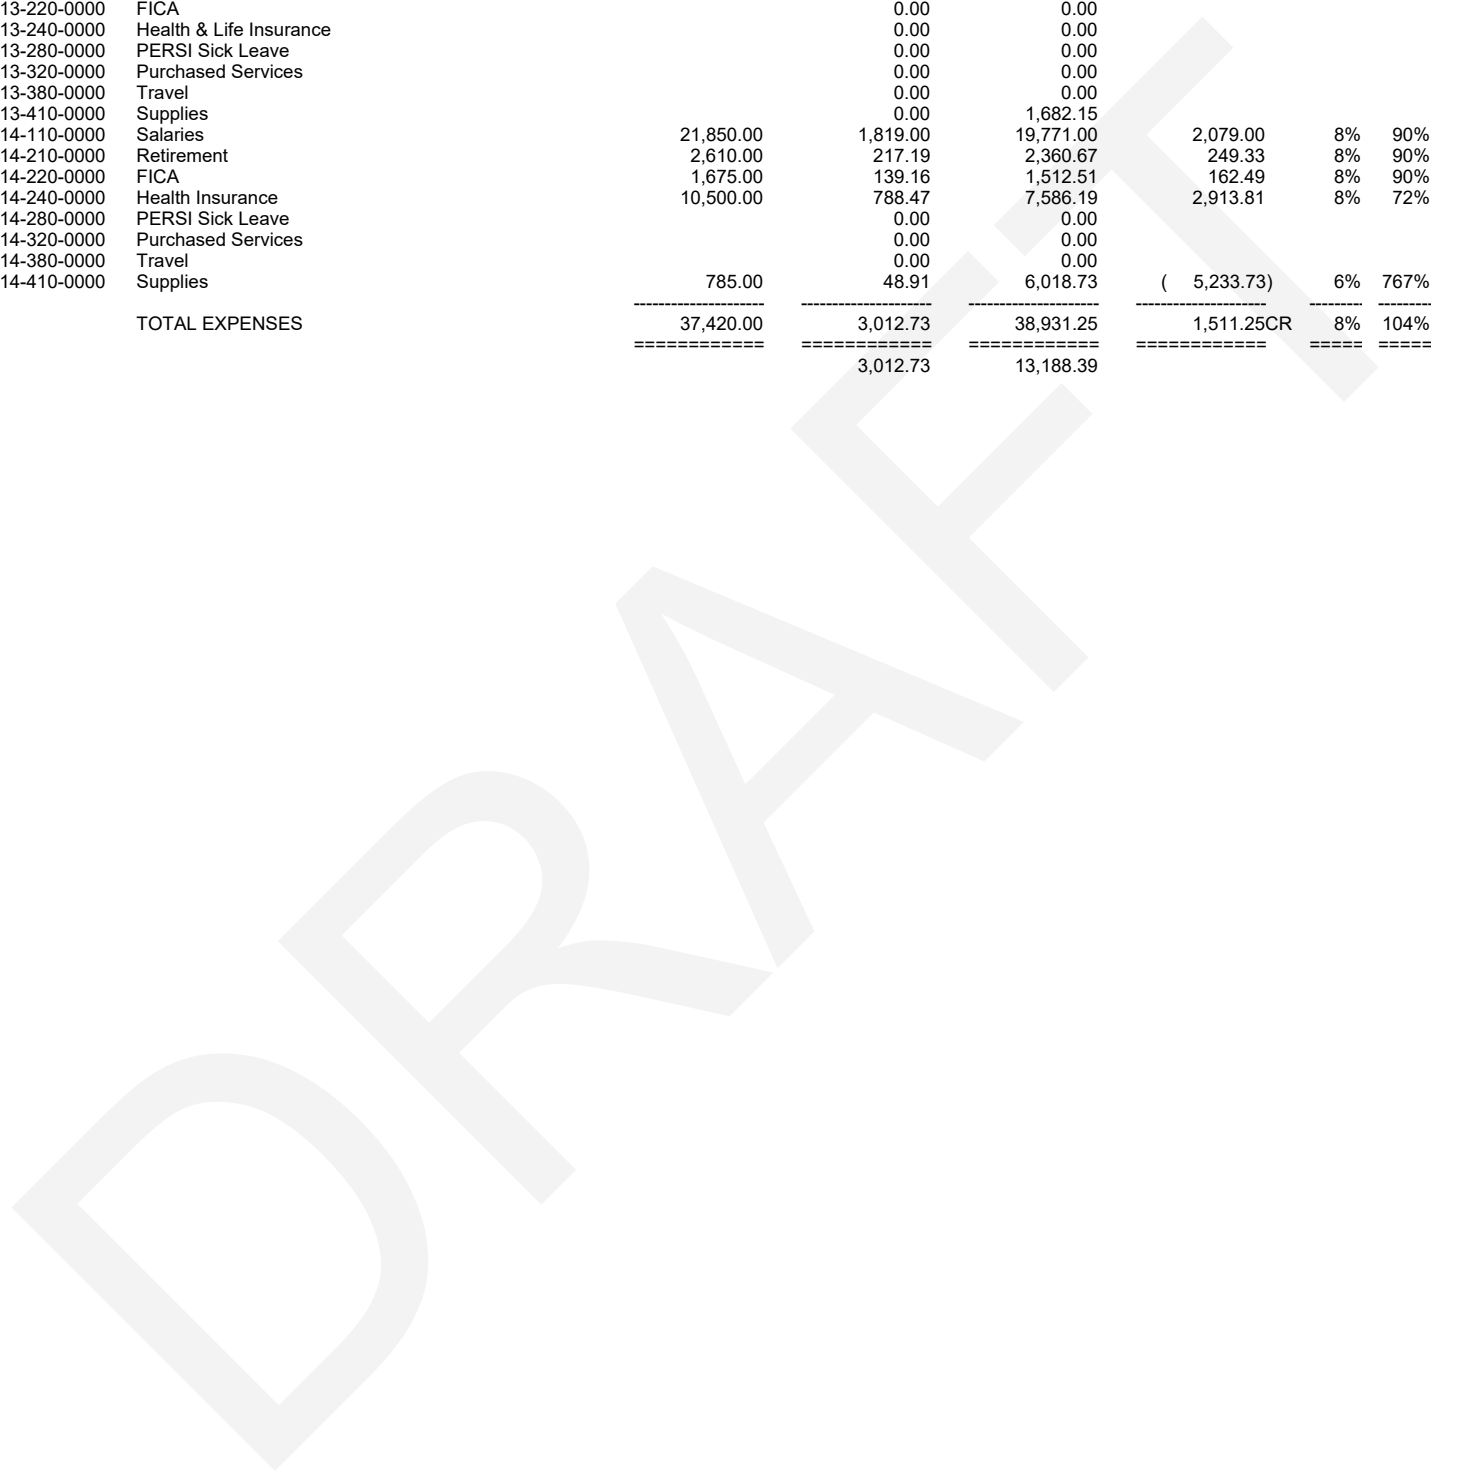 13-220-0000 FICA 0.00 0.00
13-240-0000 Health & Life Insurance 0.00 0.00
13-280-0000 PERSI Sick Leave 0.00 0.00
13-320-0000 Purchased Services 0.00 0.00
13-380-0000 Travel 0.00 0.00
13-410-0000 Supplies 0.00 1,682.15
14-110-0000 Salaries 21,850.00 1,819.00 19,771.00 2,079.00 8% 90%
14-210-0000 Retirement 2,610.00 217.19 2,360.67 249.33 8% 90%
14-220-0000 FICA 1,675.00 139.16 1,512.51 162.49 8% 90%
14-240-0000 Health Insurance 10,500.00 788.47 7,586.19 2,913.81 8% 72%
14-280-0000 PERSI Sick Leave 0.00 0.00
14-320-0000 Purchased Services 0.00 0.00
14-380-0000 Travel 0.00 0.00
14-410-0000 Supplies 785.00 48.91 6,018.73 ( 5,233.73) 6% 767%
--------------------- --------------------- --------------------- --------------------- -------- --------
TOTAL EXPENSES 37,420.00 3,012.73 38,931.25 1,511.25CR 8% 104%
============ ============ ============ ============ ===== =====
3,012.73 13,188.39
DRAFT